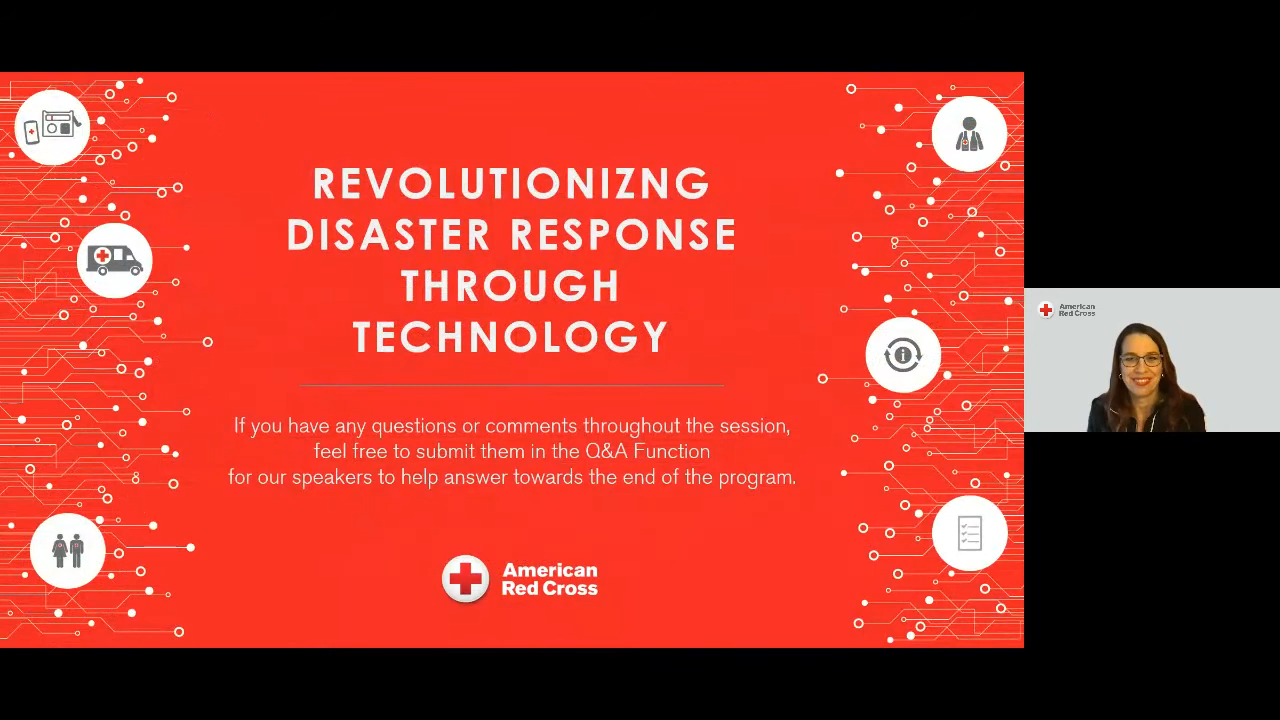 REVOLUTIONIZNG
DISASTER RESPONSE
THROUGH
TECHNOLOGY
If you have any questions or comments throughout the session,
feel free to submit them in the Q&A Function
for our speakers to help answer towards the end of the program.
American
Red Cross
American
Red Cross